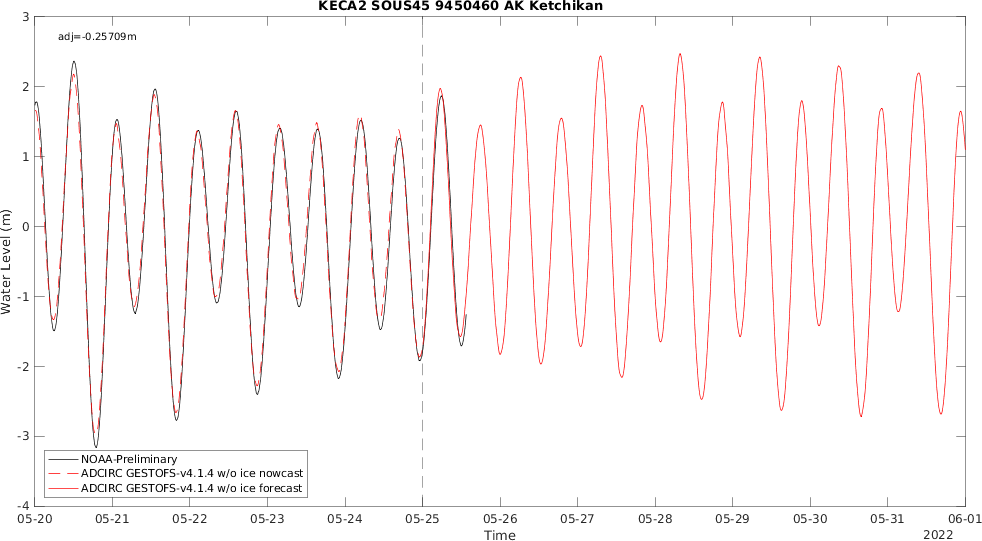 KECA2 SOUS45 9450460 AK Ketchikan
adj=-0.25709m
3
2
1
0
-1
-2
-3
-4
Water Level (m)
NOAA-Preliminary
ADCIRC GESTOFS-v4.1.4 w/o ice nowcast
ADCIRC GESTOFS-v4.1.4 w/o ice forecast
05-20 05-21 05-22 05-23 05-24 05-25 05-26 05-27 05-28 05-29 05-30 05-31 06-01
Time
2022